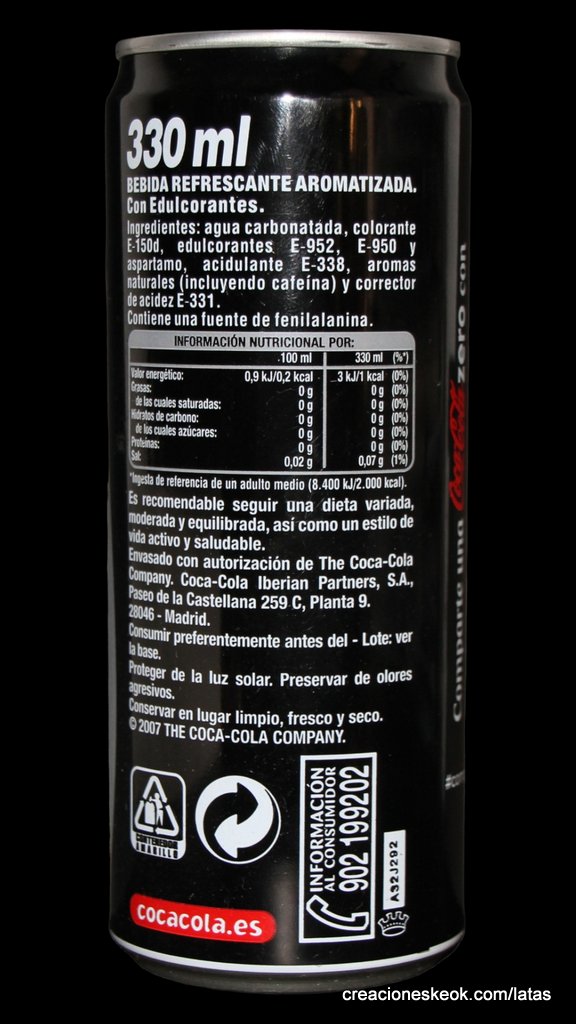 330 ml
BEBIDA REFRESCANTE AROMATIZADA.
Con Edulcorantes.
Ingredientes: agua carbonatada, colorante
E-150d, edulcorantes E-952, E-950 y
aspartamo, acidulante E-338, aromas
naturales (incluyendo cafeína) y corrector
de acidez E-331.
Contiene una fuente de fenilalanina.
INFORMACIÓN NUTRICIONAL POR:
100 ml 330 ml (%*)
Valor energético: 0,9 kJ/0,2 kcal 3 kJ/1 kcal (0%)
Grasas: 0 g 0 g (0%)
de las cuales saturadas: 0 g 0 g (0%)
Hidratos de carbono: 0 g 0 g (0%)
de los cuales azúcares: 0 g 0 g (0%)
Proteínas: 0 g 0 g (0%)
Sal: 0,02 g 0,07 g (1%)
*Ingesta de referencia de un adulto medio (8.400 kJ/2.000 kcal).
Es recomendable seguir una dieta variada,
moderada y equilibrada, así como un estilo de
vida activo y saludable.
Envasado con autorización de The Coca-Cola
Company. Coca-Cola Iberian Partners, S.A.,
Paseo de la Castellana 259 C, Planta 9.
28046 - Madrid.
Consumir preferentemente antes del - Lote: ver
la base.
Proteger de la luz solar. Preservar de olores
agresivos.
Conservar en lugar limpio, fresco y seco.
© 2007 THE COCA-COLA COMPANY.
CONTENEDOR
AMARILLO
INFORMACIÓN
AL CONSUMIDOR
902 199202
A32J292
cocacola.es
Comparte una Coca-Cola zero con
creacioneskeok.com/latas